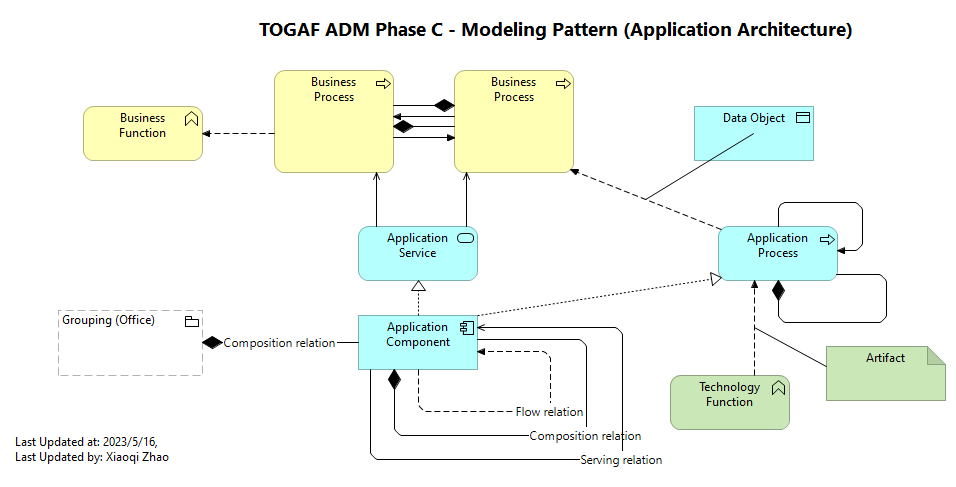 TOGAF ADM Phase C - Modeling Pattern (Application Architecture)
Business
Process
Business
Process
Business
Function
Data Object
Application
Service
Application
Process
Grouping (Office)
Application
Component
Composition relation
Artifact
Technology
Function
Flow relation
Composition relation
Serving relation
Last Updated at: 2023/5/16,
Last Updated by: Xiaoqi Zhao